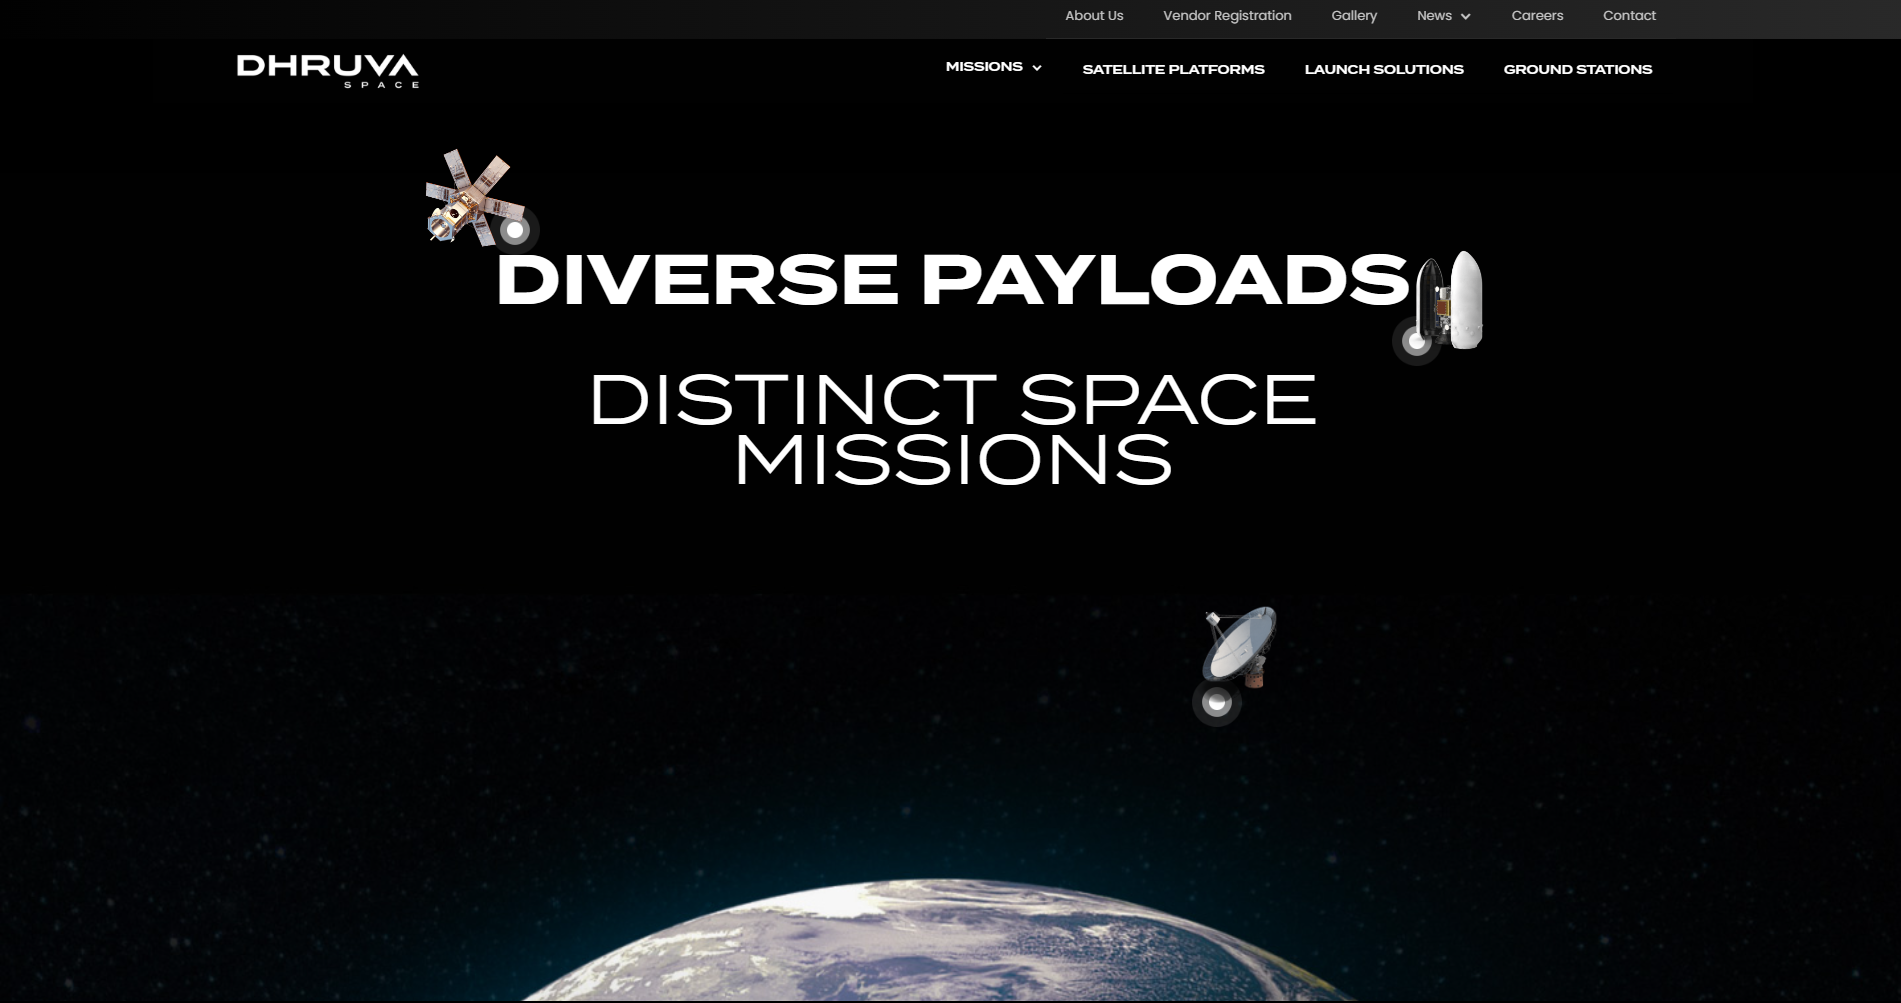 About Us Vendor Registration Gallery News Careers Contact
DHRUVA
SPACE
MISSIONS SATELLITE PLATFORMS LAUNCH SOLUTIONS GROUND STATIONS
DIVERSE PAYLOADS
DISTINCT SPACE
MISSIONS